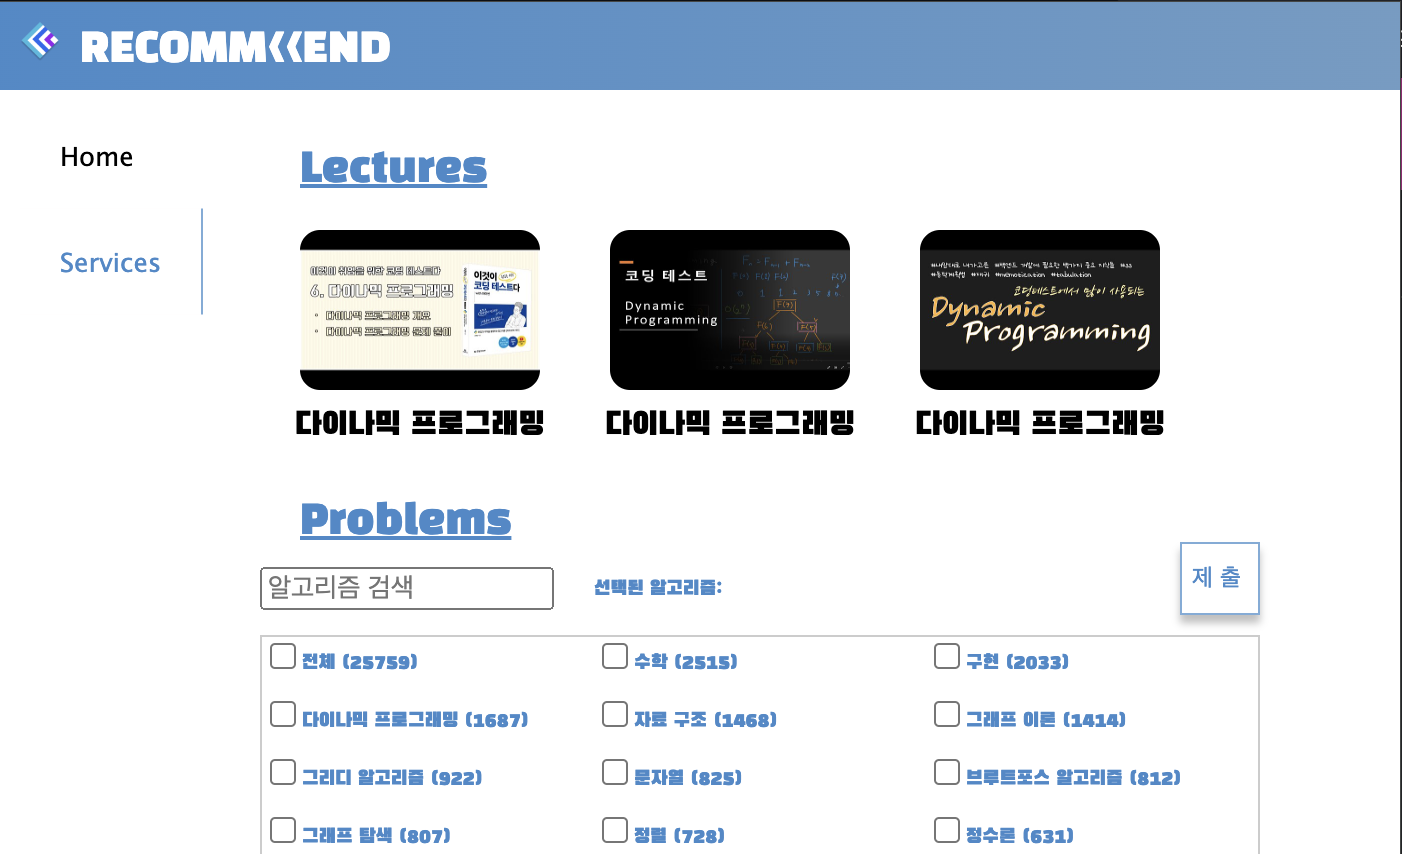 RECOMM⟨⟨END
Home
Services
Lectures
이것이 취업을 위한 코딩 테스트다
6. 다이나믹 프로그래밍
• 다이나믹 프로그래밍 개요
• 다이나믹 프로그래밍 문제 풀이
이것이
코딩 테스트다
코딩 테스트
Dynamic
Programming
#동적계획법 #재귀 #memoization #tabulation
코딩테스트에서 많이 사용되는
Dynamic
Programming
다이나믹 프로그래밍
다이나믹 프로그래밍
다이나믹 프로그래밍
Problems
알고리즘 검색
선택된 알고리즘:
제 출
전체 (25759)
수학 (2515)
구현 (2033)
다이나믹 프로그래밍 (1687)
자료 구조 (1468)
그래프 이론 (1414)
그리디 알고리즘 (922)
문자열 (825)
브루트포스 알고리즘 (812)
그래프 탐색 (807)
정렬 (728)
정수론 (631)